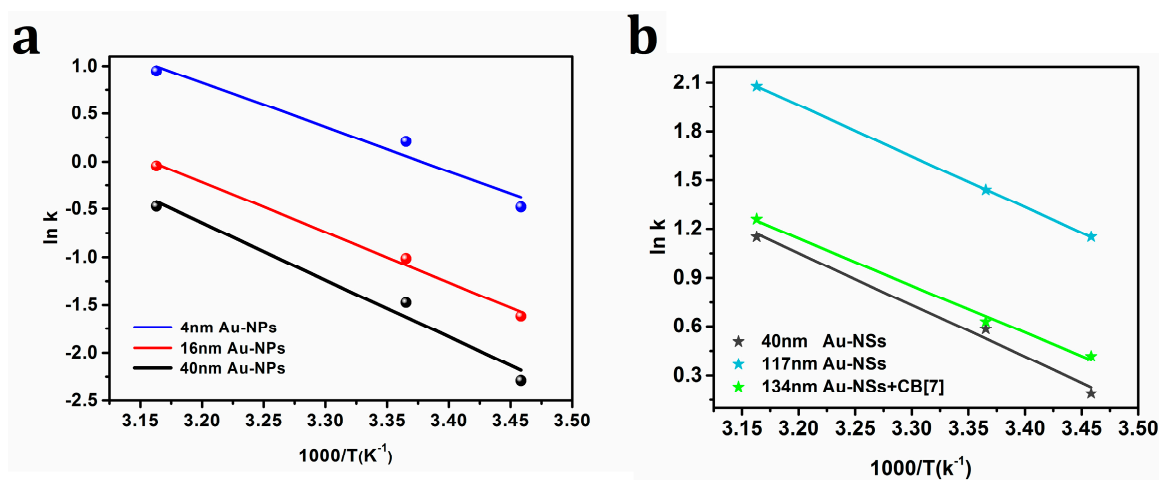 a
1.0
0.5
0.0
-0.5
-1.0
-1.5
-2.0
-2.5
ln k
4nm Au-NPs
16nm Au-NPs
40nm Au-NPs
3.15 3.20 3.25 3.30 3.35 3.40 3.45 3.50
1000/T(K⁻¹)
b
2.1
1.8
1.5
1.2
0.9
0.6
0.3
ln k
40nm Au-NSs
117nm Au-NSs
134nm Au-NSs+CB[7]
3.15 3.20 3.25 3.30 3.35 3.40 3.45 3.50
1000/T(k⁻¹)